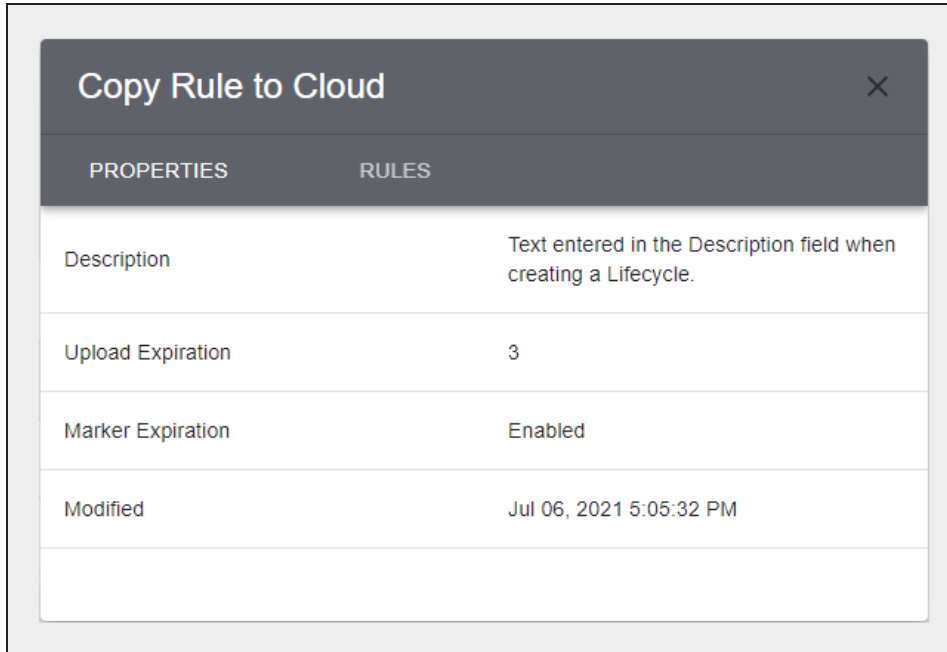 Copy Rule to Cloud
PROPERTIES RULES
Description
Text entered in the Description field when
creating a Lifecycle.
Upload Expiration 3
Marker Expiration Enabled
Modified Jul 06, 2021 5:05:32 PM